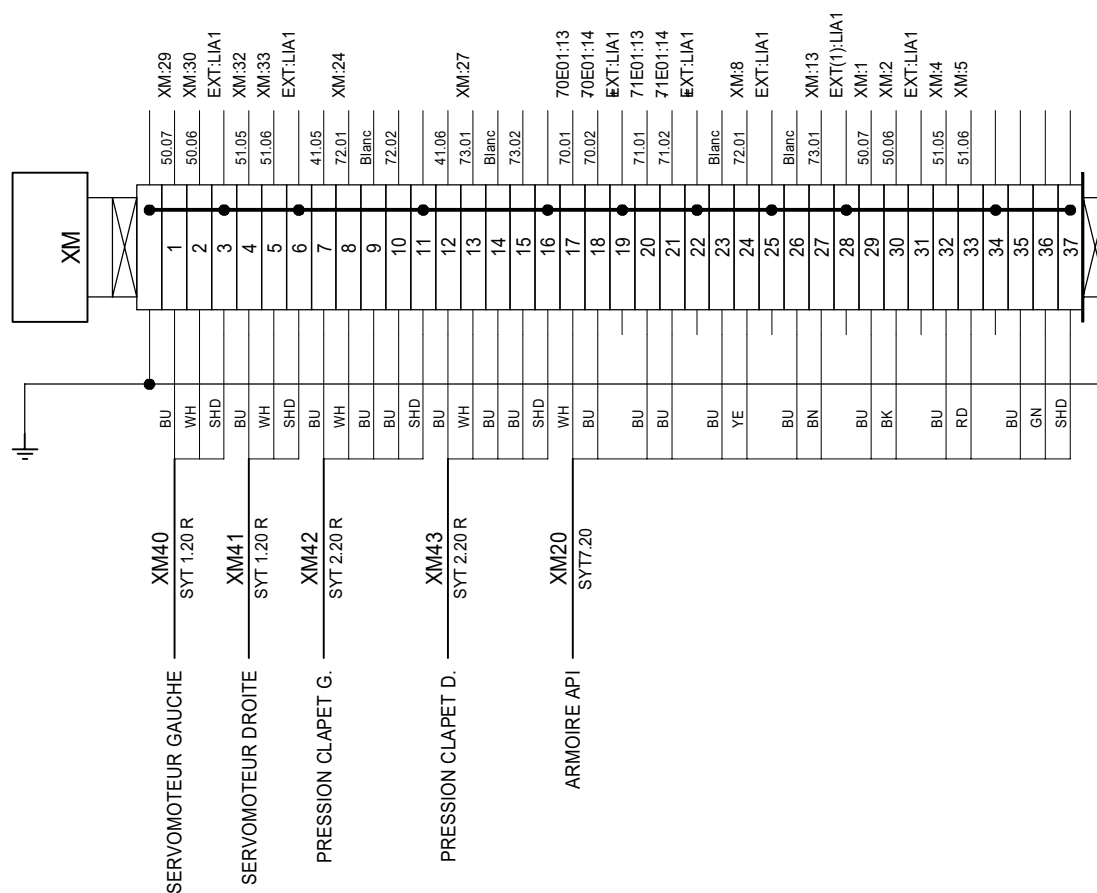 XM
XM:29
XM:30
EXT:LIA1
XM:32
XM:33
EXT:LIA1
XM:24
XM:27
70E01:13
70E01:14
EXT:LIA1
71E01:13
71E01:14
EXT:LIA1
XM:8
EXT:LIA1
XM:13
EXT(1):LIA1
XM:1
XM:2
EXT:LIA1
XM:4
XM:5
50.07
50.06
51.05
51.06
41.05
72.01
Blanc
72.02
41.06
73.01
Blanc
73.02
70.01
70.02
71.01
71.02
Blanc
72.01
Blanc
73.01
50.07
50.06
51.05
51.06
1
2
3
4
5
6
7
8
9
10
11
12
13
14
15
16
17
18
19
20
21
22
23
24
25
26
27
28
29
30
31
32
33
34
35
36
37
BU
WH
SHD
BU
WH
SHD
BU
WH
BU
BU
SHD
BU
WH
BU
BU
SHD
WH
BU
BU
BU
BU
YE
BU
BN
BU
BK
BU
RD
BU
GN
SHD
XM40
SYT 1.20 R
XM41
SYT 1.20 R
XM42
SYT 2.20 R
XM43
SYT 2.20 R
XM20
SYT7.20
SERVOMOTEUR GAUCHE
SERVOMOTEUR DROITE
PRESSION CLAPET G.
PRESSION CLAPET D.
ARMOIRE API